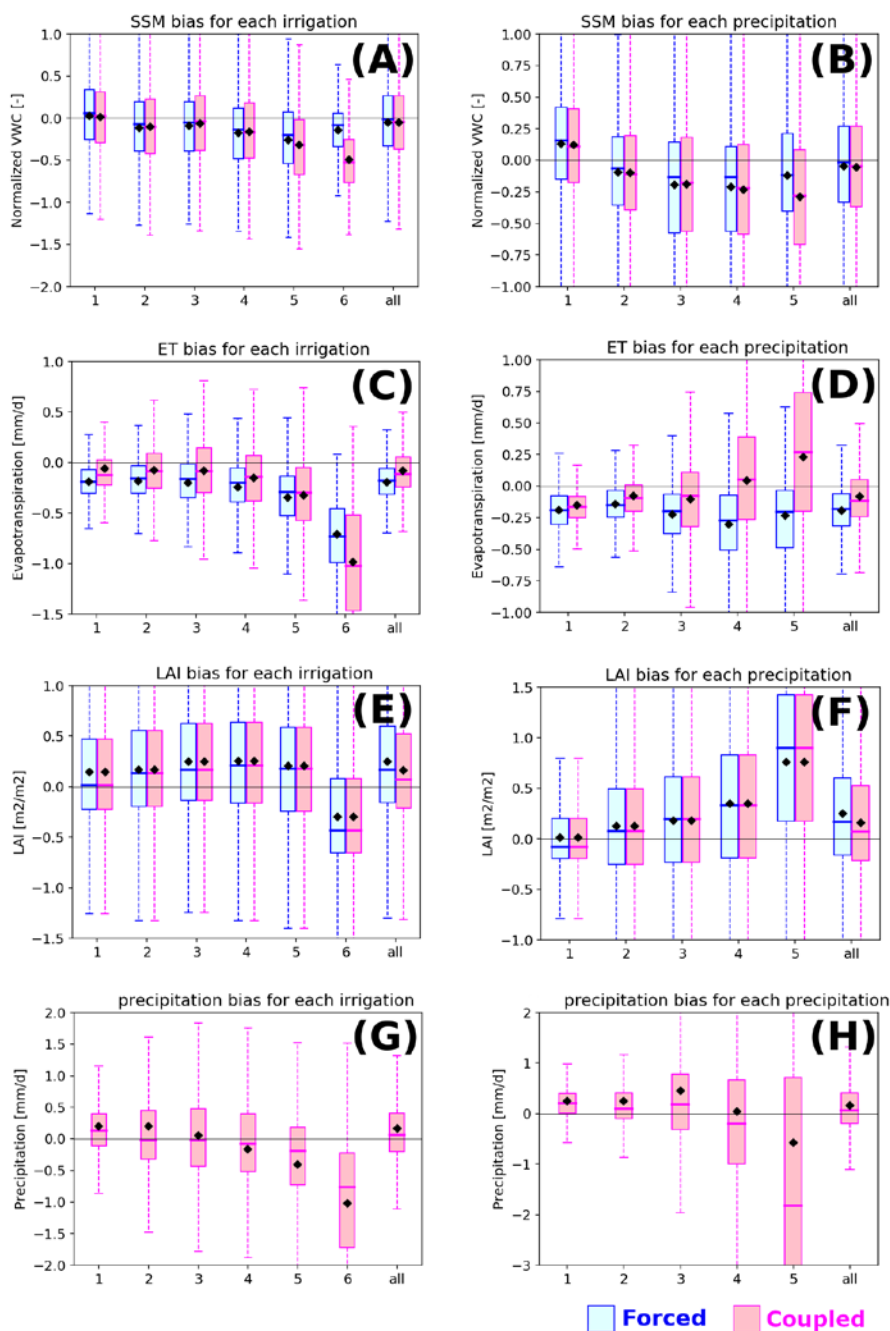 SSM bias for each irrigation
(A)
Normalized VWC [-]
1.0
0.5
0.0
−0.5
−1.0
−1.5
−2.0
1 2 3 4 5 6 all
SSM bias for each precipitation
(B)
Normalized VWC [-]
1.00
0.75
0.50
0.25
0.00
−0.25
−0.50
−0.75
−1.00
1 2 3 4 5 all
ET bias for each irrigation
(C)
Evapotranspiration [mm/d]
1.0
0.5
0.0
−0.5
−1.0
−1.5
1 2 3 4 5 6 all
ET bias for each precipitation
(D)
Evapotranspiration [mm/d]
1.00
0.75
0.50
0.25
0.00
−0.25
−0.50
−0.75
−1.00
1 2 3 4 5 all
LAI bias for each irrigation
(E)
LAI [m2/m2]
1.0
0.5
0.0
−0.5
−1.0
−1.5
1 2 3 4 5 6 all
LAI bias for each precipitation
(F)
LAI [m2/m2]
1.5
1.0
0.5
0.0
−0.5
−1.0
1 2 3 4 5 all
precipitation bias for each irrigation
(G)
Precipitation [mm/d]
2.0
1.5
1.0
0.5
0.0
−0.5
−1.0
−1.5
−2.0
1 2 3 4 5 6 all
precipitation bias for each precipitation
(H)
Precipitation [mm/d]
2
1
0
−1
−2
−3
1 2 3 4 5 all
Forced Coupled